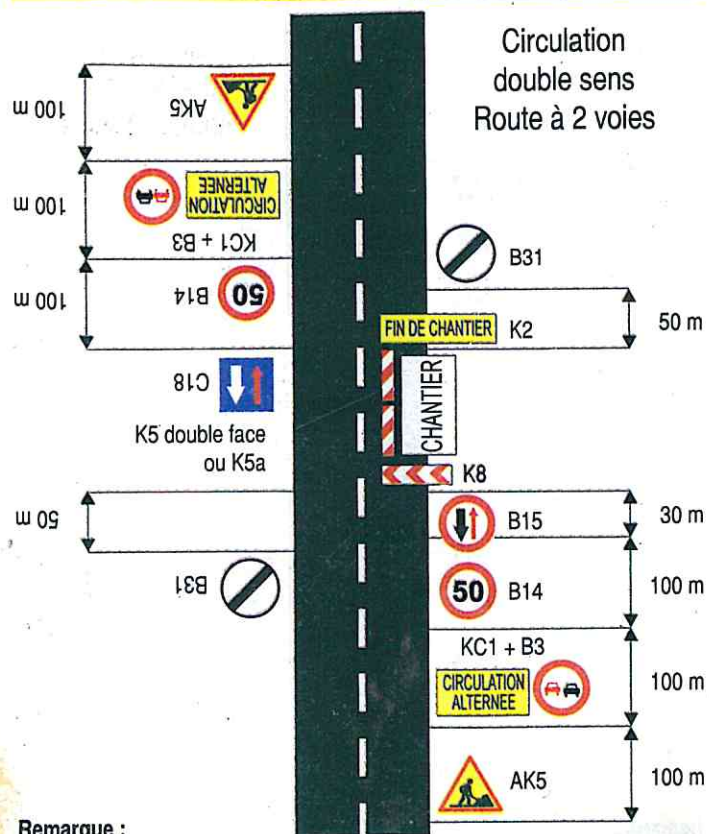 Circulation
double sens
Route à 2 voies
100 m
AK5
100 m
CIRCULATION
ALTERNEE
KC1 + B3
100 m
B14
50
B31
FIN DE CHANTIER
K2
50 m
C18
CHANTIER
K5 double face
ou K5a
K8
50 m
B31
B15
30 m
50
B14
100 m
KC1 + B3
CIRCULATION
ALTERNEE
100 m
AK5
100 m
Remarque :